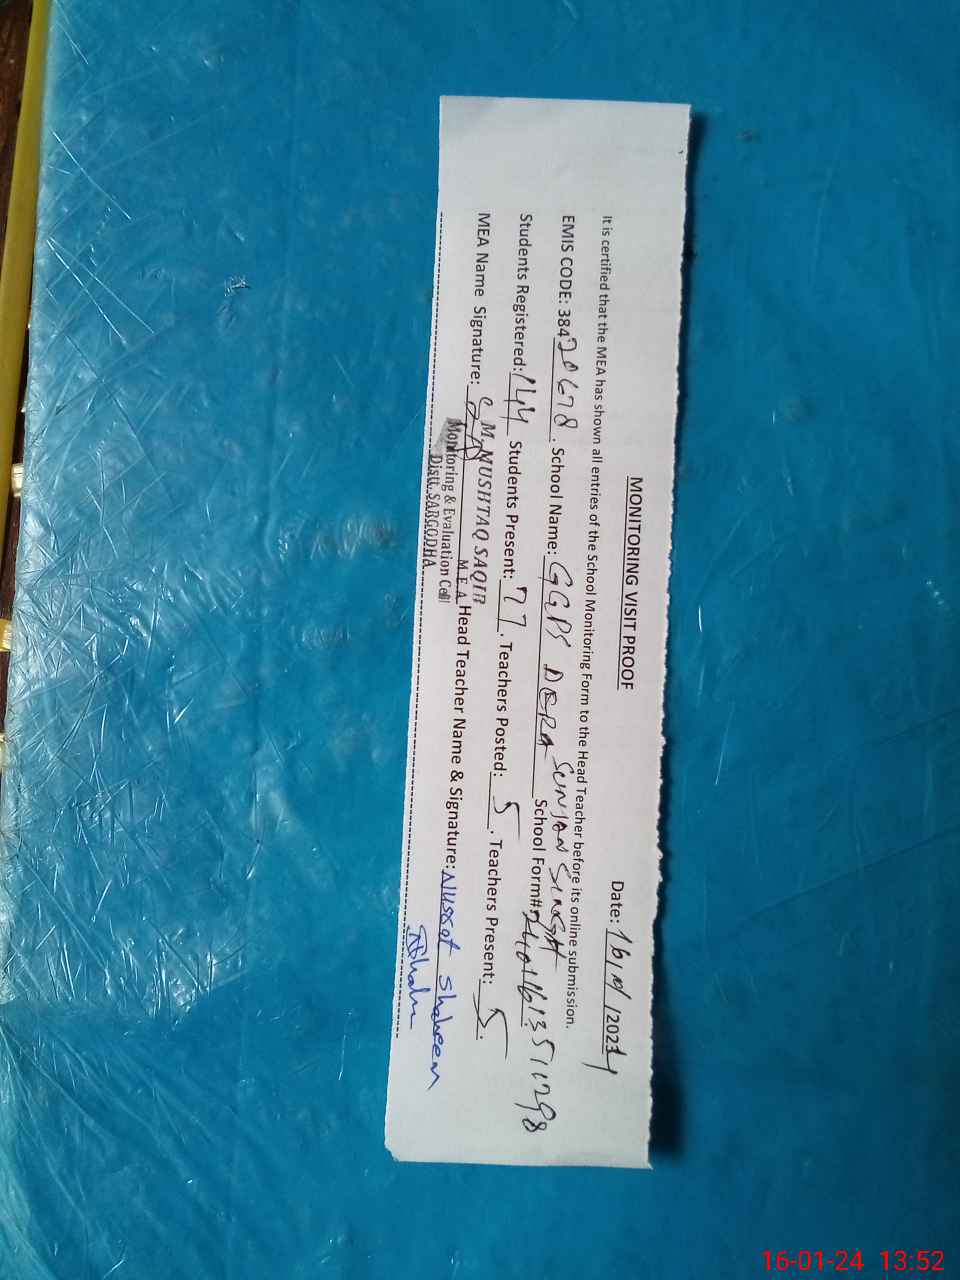 MONITORING VISIT PROOF
Date: 16/01/2024
It is certified that the MEA has shown all entries of the School Monitoring Form to the Head Teacher before its online submission.
EMIS CODE: 38420678. School Name: GGPS DERA SUNJAN SINGH School Form#:
Students Registered: 144 Students Present: 77. Teachers Posted: 5. Teachers Present: 5.
MEA Name Signature: Head Teacher Name & Signature: Nusrat Shaheen
S.M. MUSHTAQ SAQIB
M.E.A
Monitoring & Evaluation Cell
Distt. SARGODHA
16-01-24 13:52